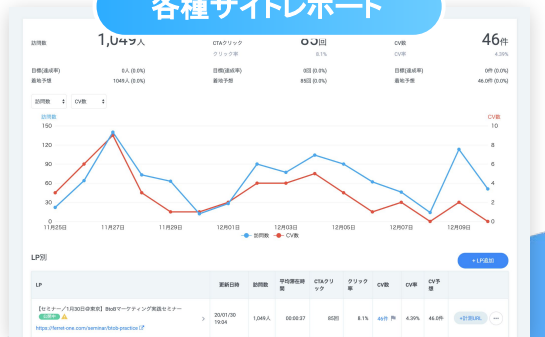 各種サイトレポート
訪問数 1,049人 CTAクリック 85回 CV数 46件
クリック率 8.1% CV率 4.39%
目標(達成率) 0人 (0.0%) 目標(達成率) 0回 (0.0%) 目標(達成率) 0件 (0.0%)
着地予想 1049人 (0.0%) 着地予想 85回 (0.0%) 着地予想 46.0件 (0.0%)
訪問数 CV数
訪問数 CV数
150 10
120 8
90 6
60 4
30 2
0 0
11月25日 11月27日 11月29日 12月01日 12月03日 12月05日 12月07日 12月09日
訪問数 CV数
LP別 +LP追加
LP 更新日時 訪問数 平均滞在時間 CTAクリック クリック率 CV数 CV率 CV予想
【セミナー／1月30日@東京】BtoBマーケティング実践セミナー
公開中
https://ferret-one.com/seminar/btob-practice
20/01/30 19:04 1,049人 00:00:37 85回 8.1% 46件 4.39% 46.0件 +計測URL